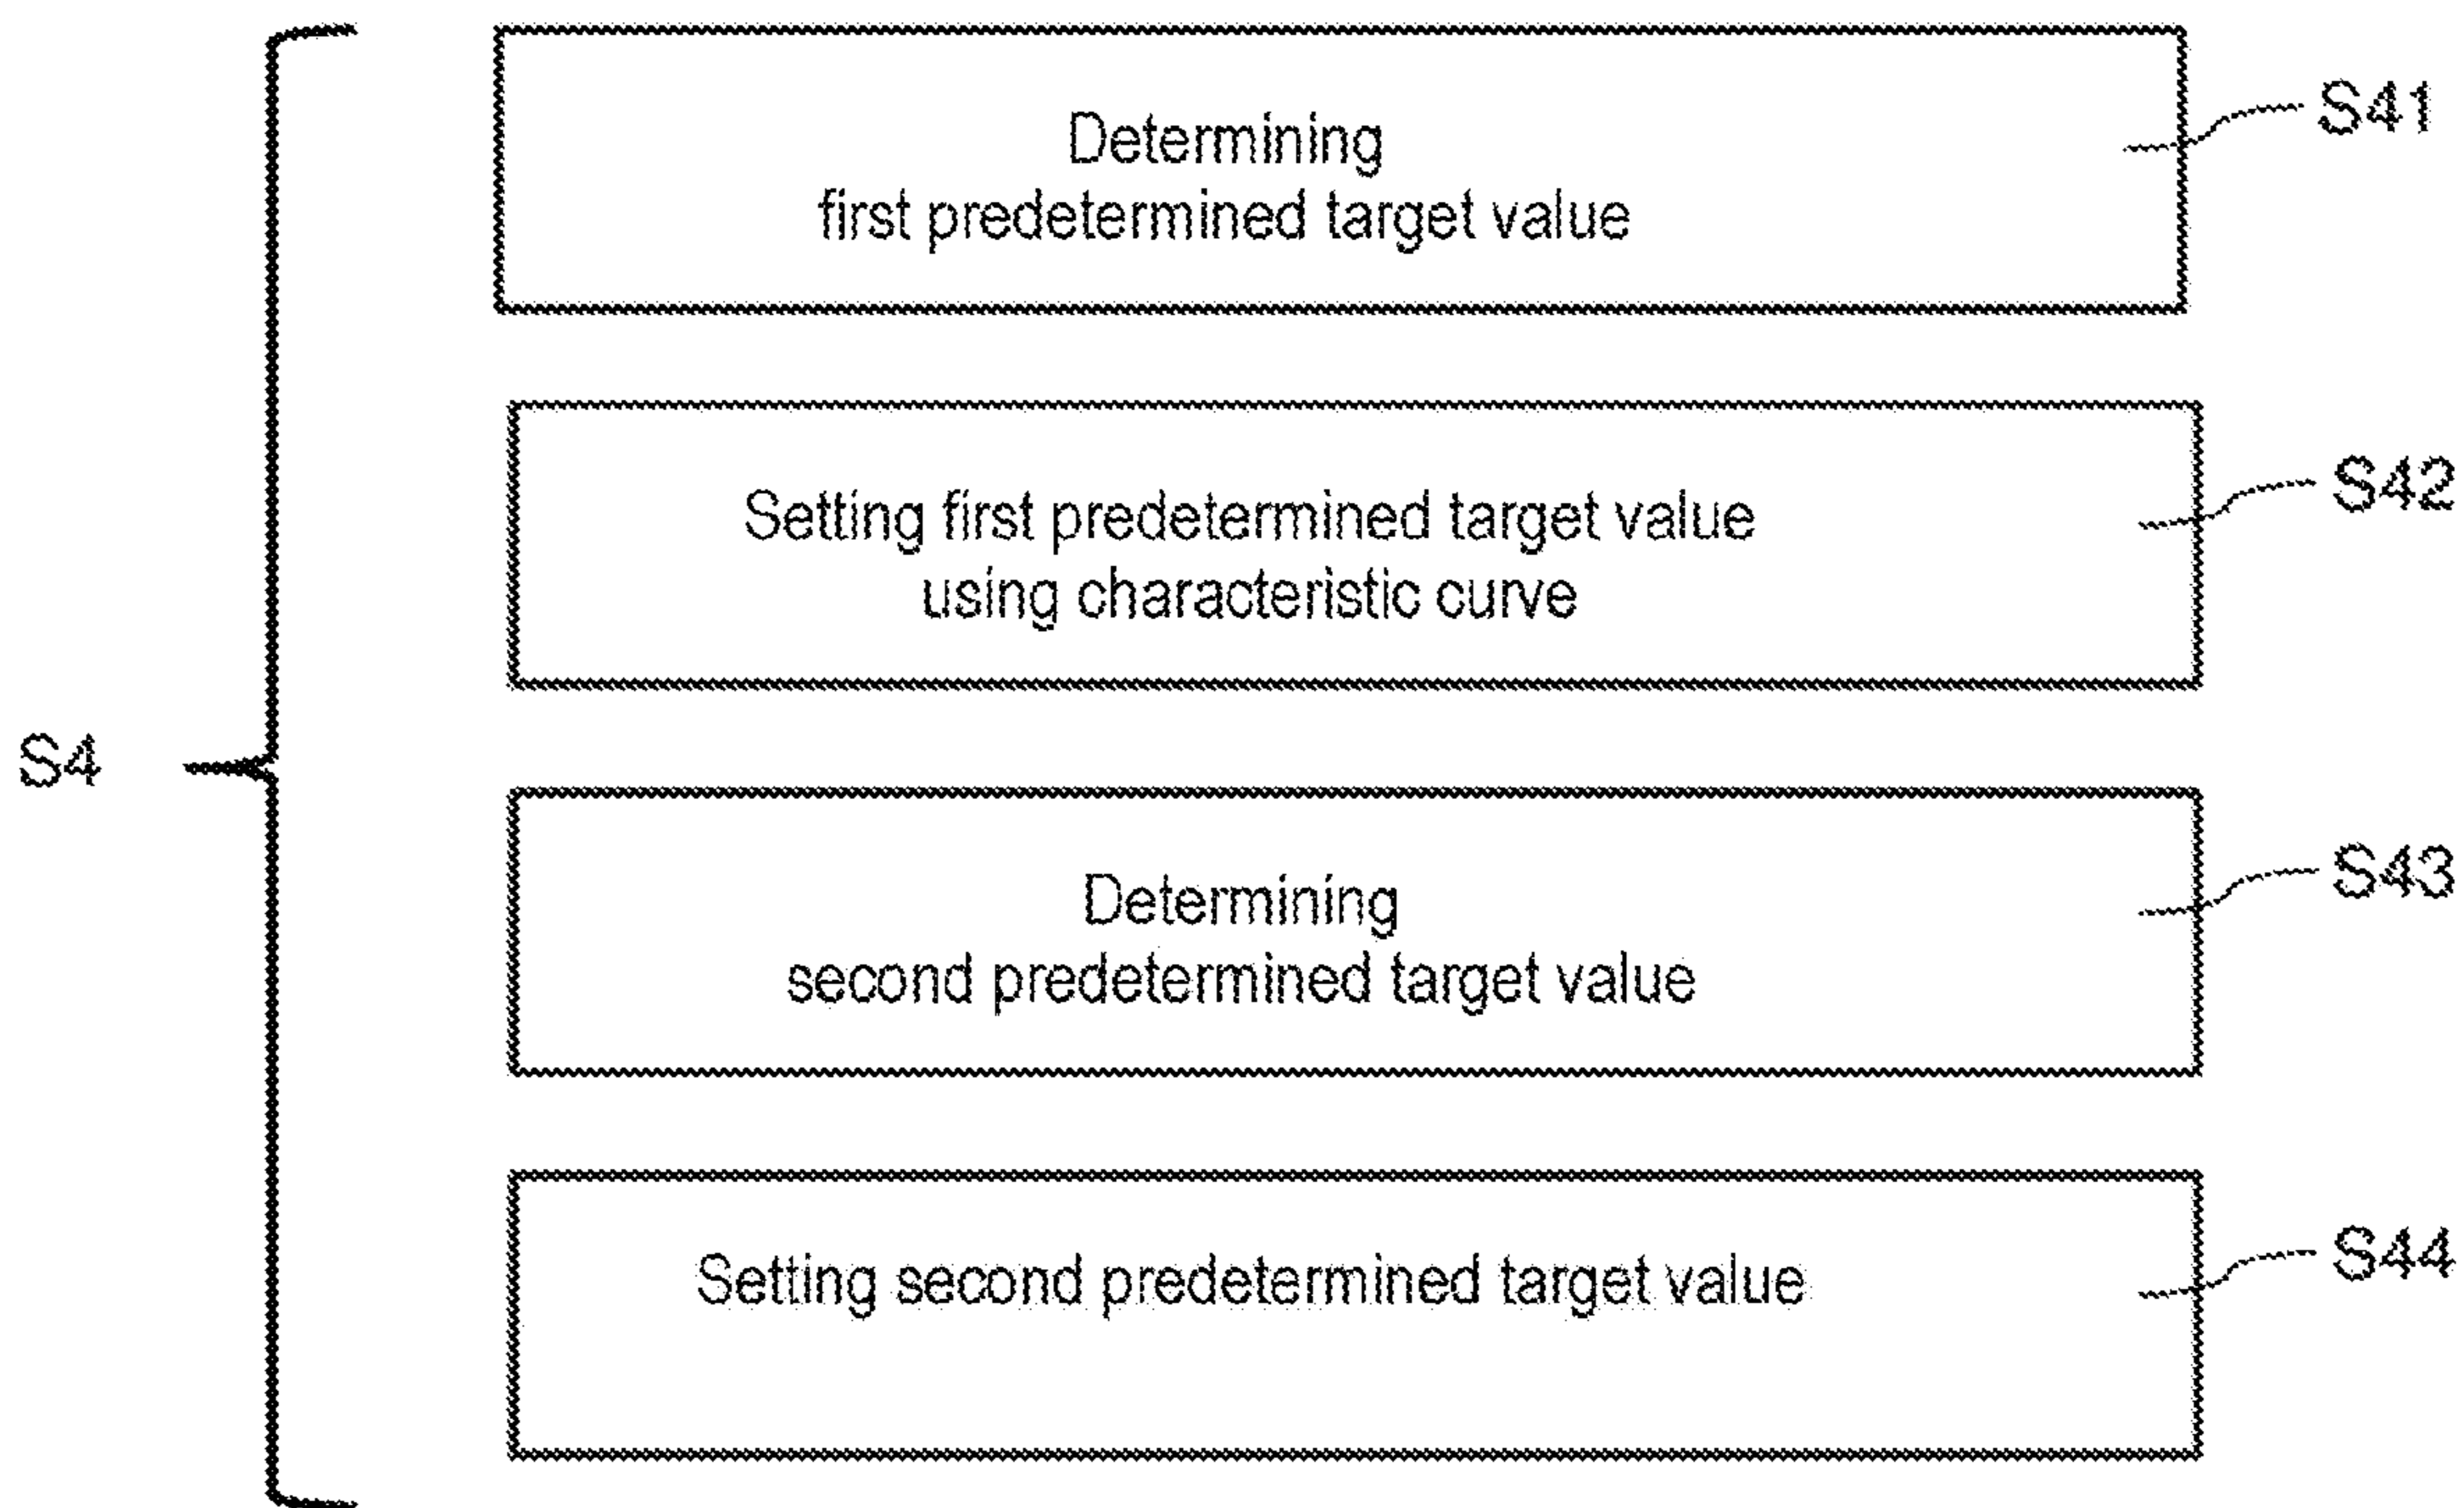 Determining
first predetermined target value
S41
Setting first predetermined target value
using characteristic curve
S42
S4
Determining
second predetermined target value
S43
Setting second predetermined target value
S44